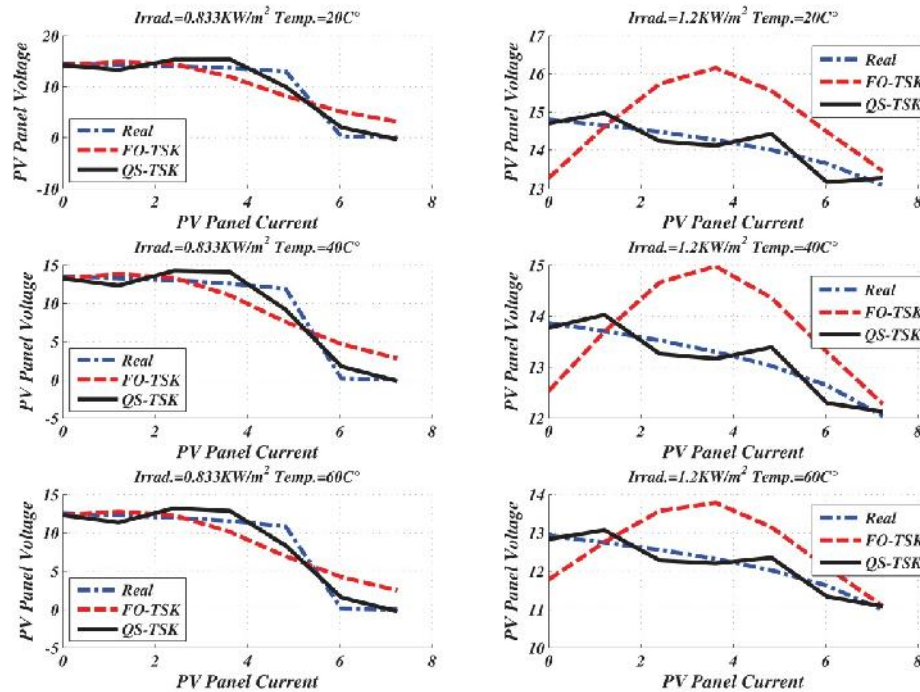 Irrad.=0.833KW/m² Temp.=20C°
PV Panel Voltage
20
10
0
-10
Real
FO-TSK
QS-TSK
0 2 4 6 8
PV Panel Current
Irrad.=1.2KW/m² Temp.=20C°
PV Panel Voltage
17
16
15
14
13
Real
FO-TSK
QS-TSK
0 2 4 6 8
PV Panel Current
Irrad.=0.833KW/m² Temp.=40C°
PV Panel Voltage
15
10
5
0
-5
Real
FO-TSK
QS-TSK
0 2 4 6 8
PV Panel Current
Irrad.=1.2KW/m² Temp.=40C°
PV Panel Voltage
15
14
13
12
Real
FO-TSK
QS-TSK
0 2 4 6 8
PV Panel Current
Irrad.=0.833KW/m² Temp.=60C°
PV Panel Voltage
15
10
5
0
-5
Real
FO-TSK
QS-TSK
0 2 4 6 8
PV Panel Current
Irrad.=1.2KW/m² Temp.=60C°
PV Panel Voltage
14
13
12
11
10
Real
FO-TSK
QS-TSK
0 2 4 6 8
PV Panel Current